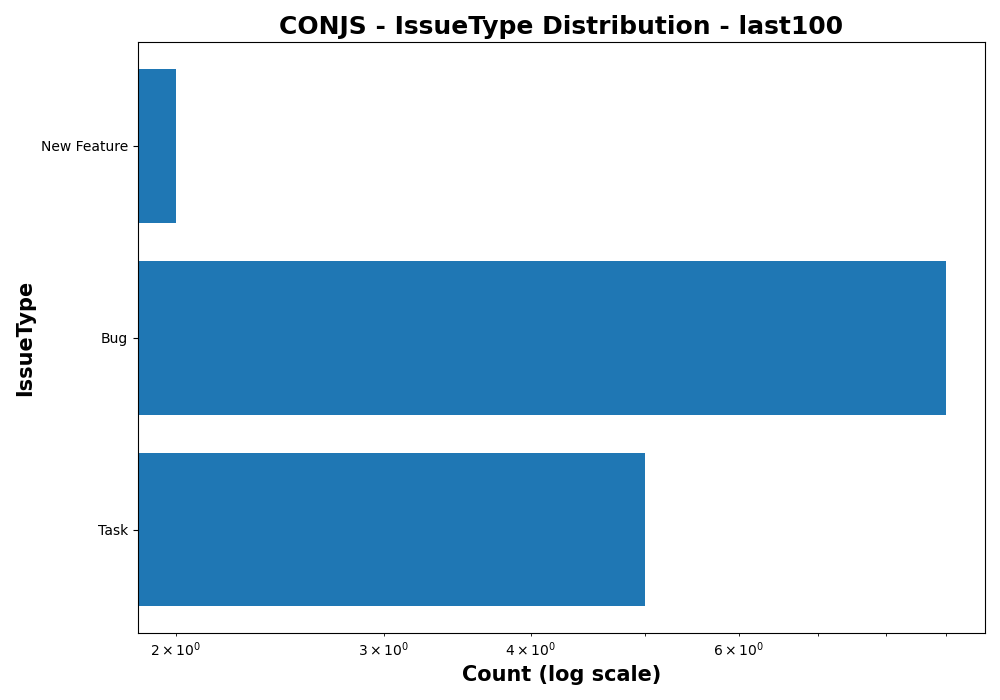 CONJS - IssueType Distribution - last100
New Feature
Bug
Task
IssueType
2 × 10⁰
3 × 10⁰
4 × 10⁰
6 × 10⁰
Count (log scale)